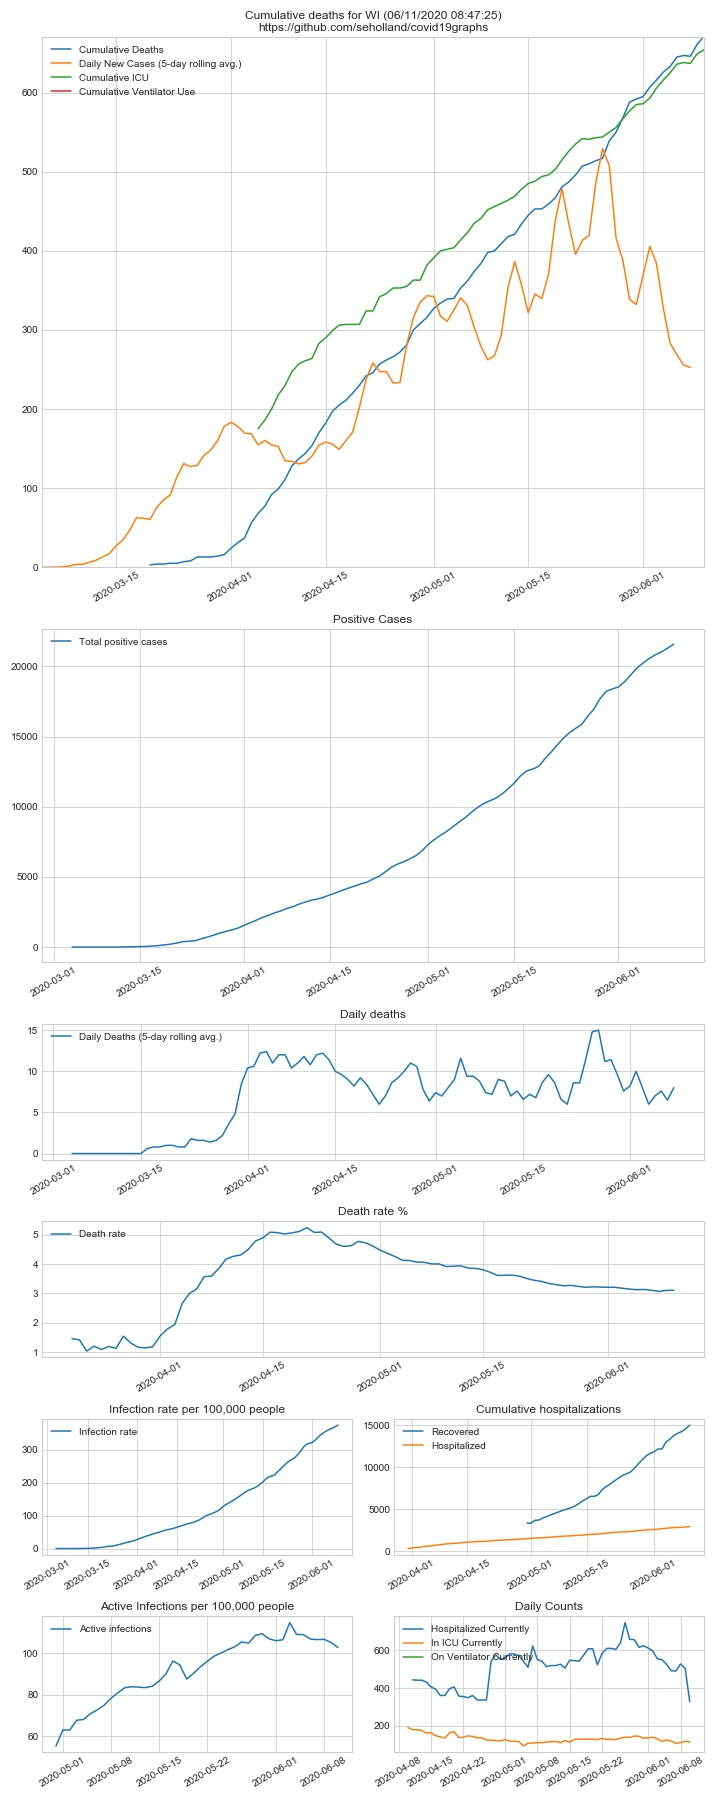 Cumulative deaths for WI (06/11/2020 08:47:25)
https://github.com/seholland/covid19graphs
Cumulative Deaths
Daily New Cases (5-day rolling avg.)
Cumulative ICU
Cumulative Ventilator Use
600
500
400
300
200
100
0
2020-03-15 2020-04-01 2020-04-15 2020-05-01 2020-05-15 2020-06-01
Positive Cases
Total positive cases
20000
15000
10000
5000
0
2020-03-01 2020-03-15 2020-04-01 2020-04-15 2020-05-01 2020-05-15 2020-06-01
Daily deaths
Daily Deaths (5-day rolling avg.)
15
10
5
0
2020-03-01 2020-03-15 2020-04-01 2020-04-15 2020-05-01 2020-05-15 2020-06-01
Death rate %
Death rate
5
4
3
2
1
2020-04-01 2020-04-15 2020-05-01 2020-05-15 2020-06-01
Infection rate per 100,000 people
Infection rate
300
200
100
0
2020-03-01 2020-03-15 2020-04-01 2020-04-15 2020-05-01 2020-05-15 2020-06-01
Cumulative hospitalizations
Recovered
Hospitalized
15000
10000
5000
0
2020-04-01 2020-04-15 2020-05-01 2020-05-15 2020-06-01
Active Infections per 100,000 people
Active infections
100
80
60
2020-05-01 2020-05-08 2020-05-15 2020-05-22 2020-06-01 2020-06-08
Daily Counts
Hospitalized Currently
In ICU Currently
On Ventilator Currently
600
400
200
2020-04-08 2020-04-15 2020-04-22 2020-05-01 2020-05-08 2020-05-15 2020-05-22 2020-06-01 2020-06-08